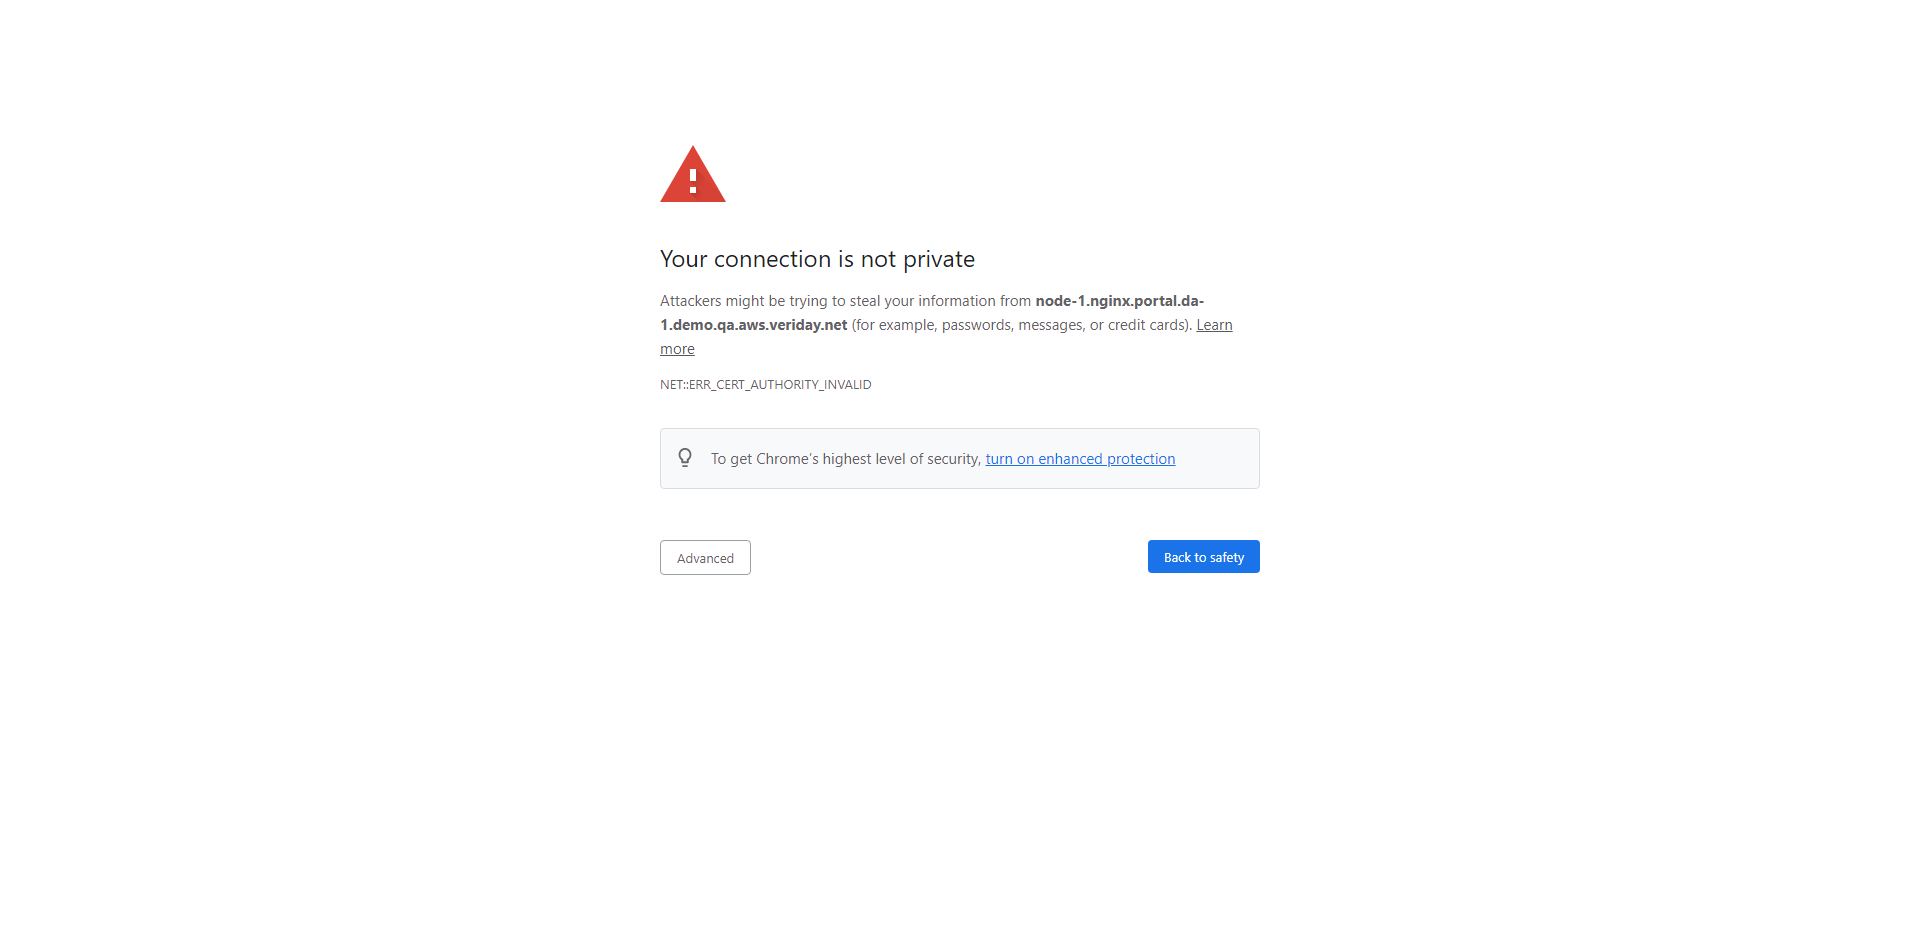 Your connection is not private
Attackers might be trying to steal your information from node-1.nginx.portal.da-
1.demo.qa.aws.veriday.net (for example, passwords, messages, or credit cards). Learn
more
NET::ERR_CERT_AUTHORITY_INVALID
To get Chrome's highest level of security, turn on enhanced protection
Advanced
Back to safety